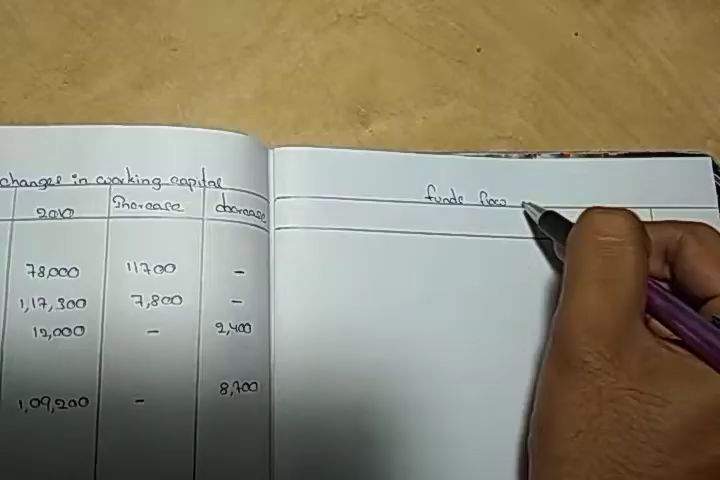 changes in working capital
2010 Increase decrease
78,000 11700 -
1,17,300 7,800 -
12,000 - 2,400
8,700
1,09,200 -
funds flow